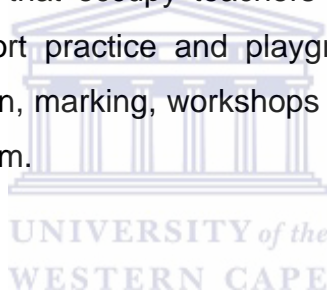 that occupy teachers
ort practice and playgr
n, marking, workshops
m.
UNIVERSITY of the
WESTERN CAPE